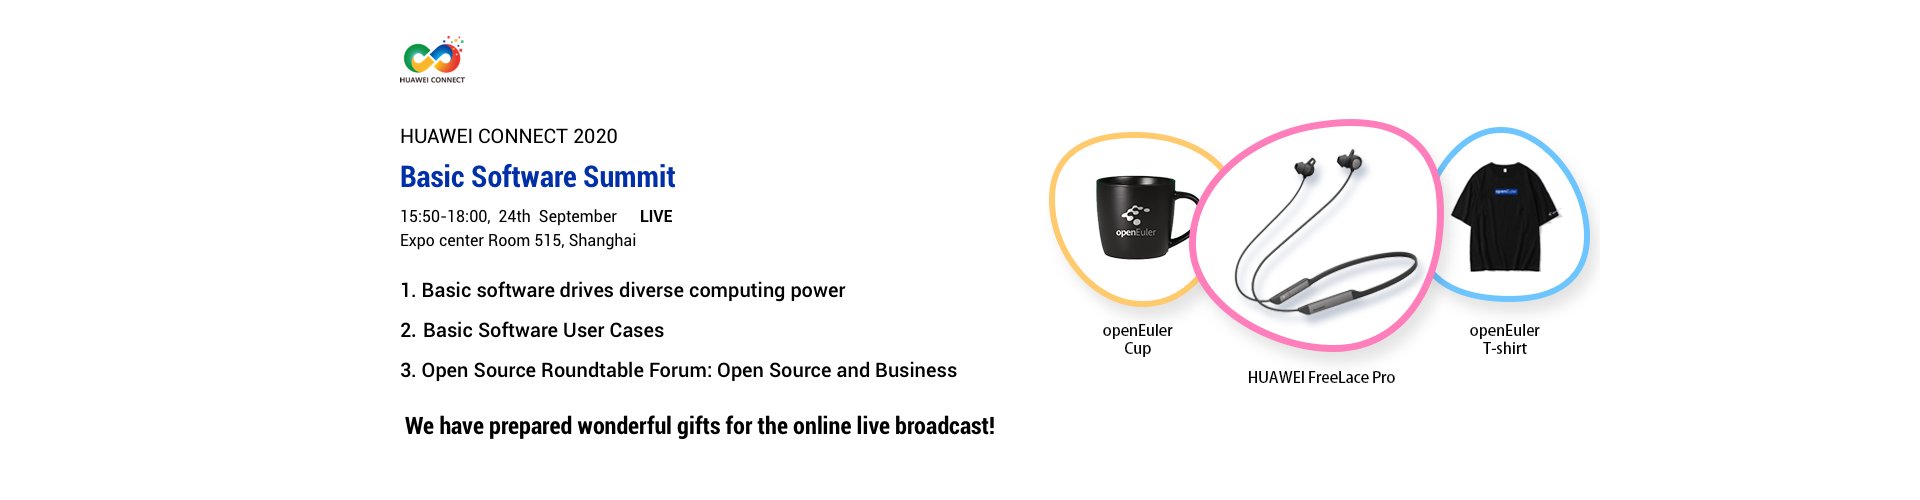 HUAWEI CONNECT
HUAWEI CONNECT 2020
Basic Software Summit
15:50-18:00, 24th September LIVE
Expo center Room 515, Shanghai
1. Basic software drives diverse computing power
2. Basic Software User Cases
3. Open Source Roundtable Forum: Open Source and Business
We have prepared wonderful gifts for the online live broadcast!
openEuler
openEuler
Cup
HUAWEI FreeLace Pro
openEuler
openEuler
T-shirt